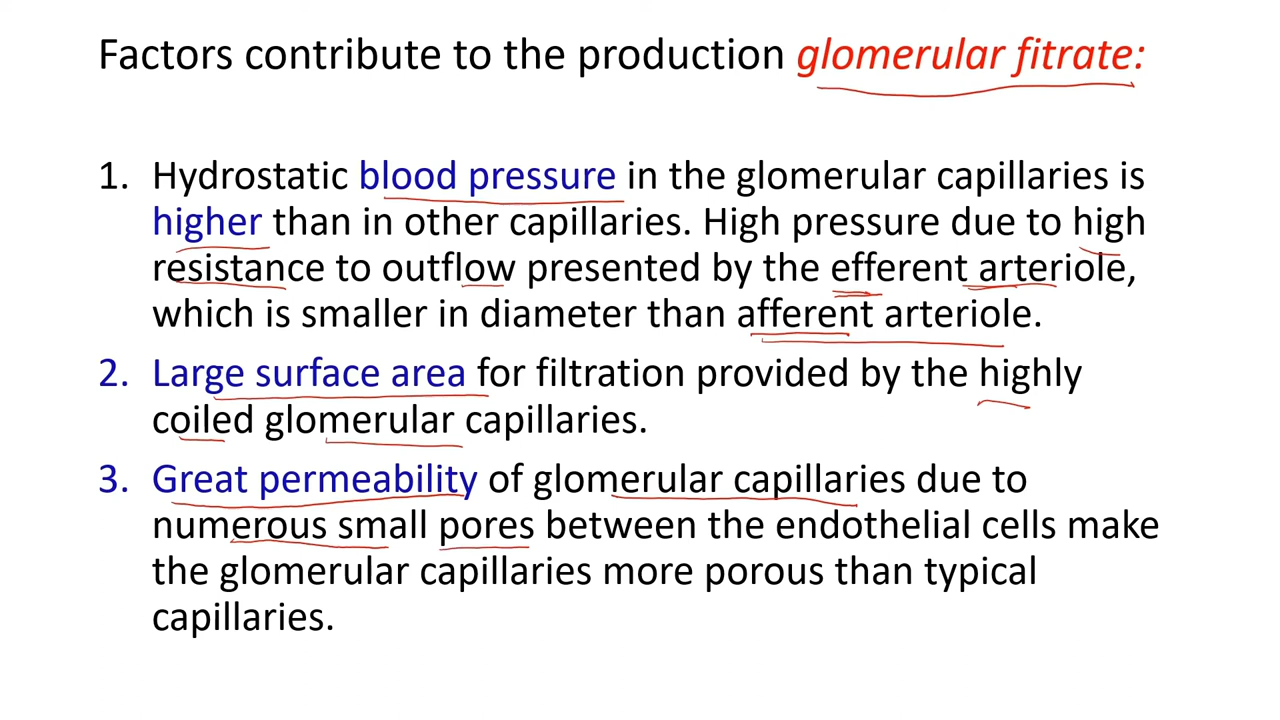 Factors contribute to the production glomerular fitrate:
1. Hydrostatic blood pressure in the glomerular capillaries is
higher than in other capillaries. High pressure due to high
resistance to outflow presented by the efferent arteriole,
which is smaller in diameter than afferent arteriole.
2. Large surface area for filtration provided by the highly
coiled glomerular capillaries.
3. Great permeability of glomerular capillaries due to
numerous small pores between the endothelial cells make
the glomerular capillaries more porous than typical
capillaries.